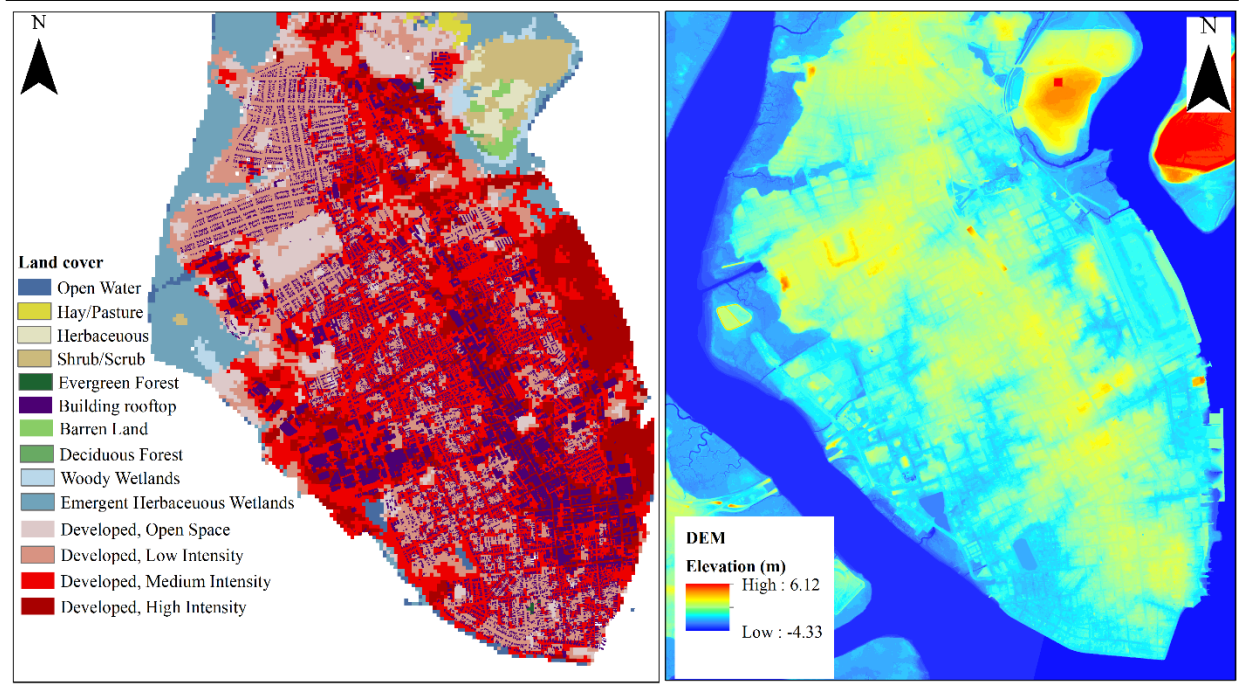 N
Land cover
Open Water
Hay/Pasture
Herbaceuous
Shrub/Scrub
Evergreen Forest
Building rooftop
Barren Land
Deciduous Forest
Woody Wetlands
Emergent Herbaceuous Wetlands
Developed, Open Space
Developed, Low Intensity
Developed, Medium Intensity
Developed, High Intensity
N
DEM
Elevation (m)
High : 6.12
Low : -4.33